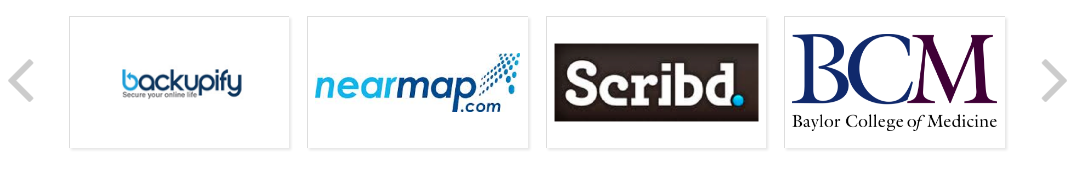 backupify
Secure your online life
nearmap
.com
Scribd.
BCM
Baylor College of Medicine